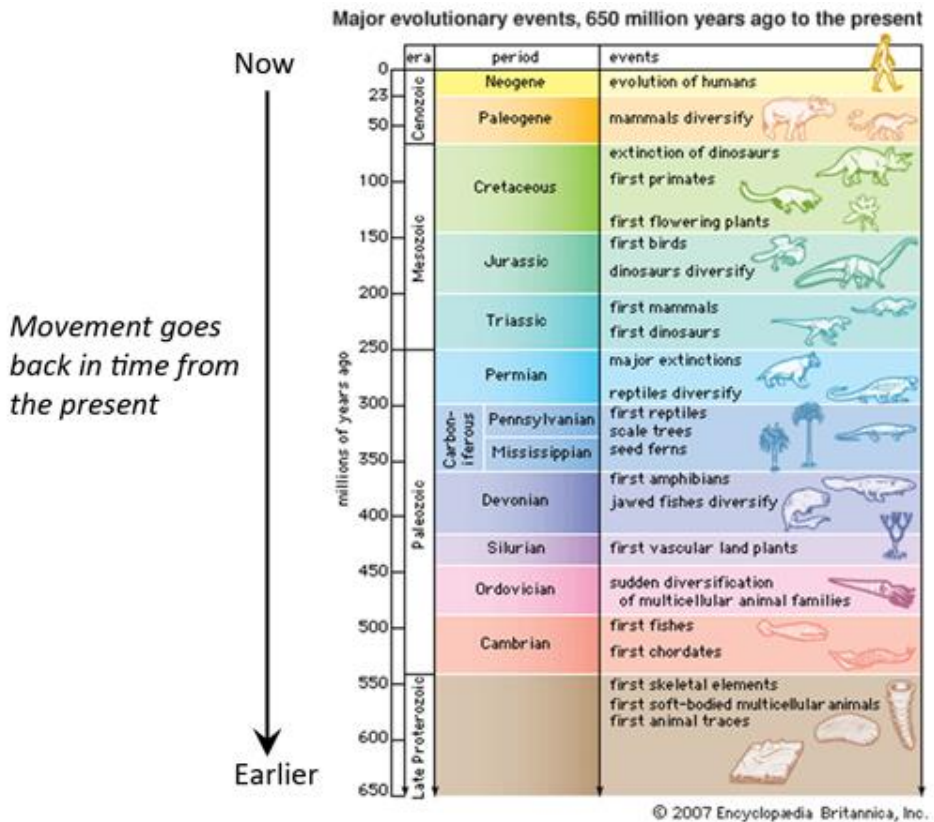 Major evolutionary events, 650 million years ago to the present
Now
era period events
0
Neogene evolution of humans
23
Cenozoic
50
Paleogene mammals diversify
extinction of dinosaurs
100
Cretaceous first primates
first flowering plants
150
Mesozoic
first birds
Jurassic
dinosaurs diversify
200
first mammals
Triassic
first dinosaurs
250
Movement goes
back in time from
the present
millions of years ago
major extinctions
Permian
reptiles diversify
300
Carbon-
iferous
Pennsylvanian first reptiles
scale trees
Mississippian seed ferns
350
Paleozoic
first amphibians
Devonian jawed fishes diversify
400
Silurian first vascular land plants
450
Ordovician sudden diversification
of multicellular animal families
500
first fishes
Cambrian
first chordates
550
Late Proterozoic
first skeletal elements
first soft-bodied multicellular animals
first animal traces
600
Earlier
650
© 2007 Encyclopædia Britannica, Inc.